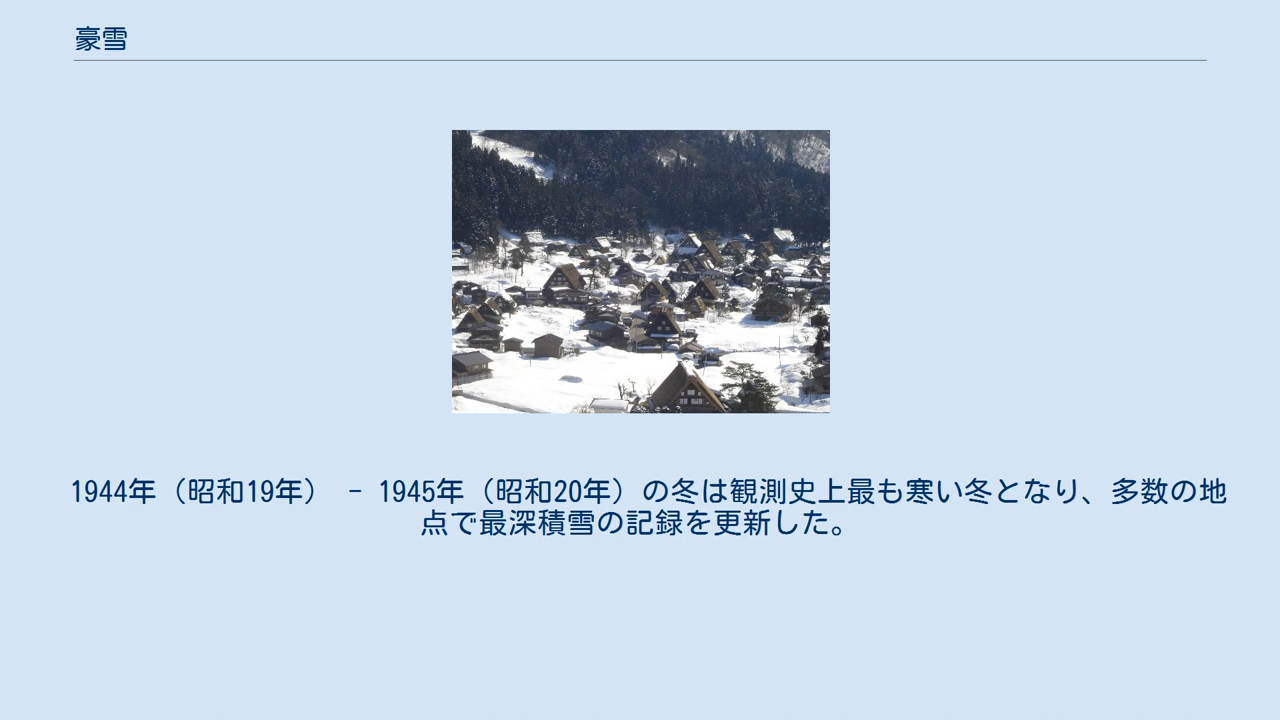 豪雪
1944年（昭和19年） - 1945年（昭和20年）の冬は観測史上最も寒い冬となり、多数の地
点で最深積雪の記録を更新した。